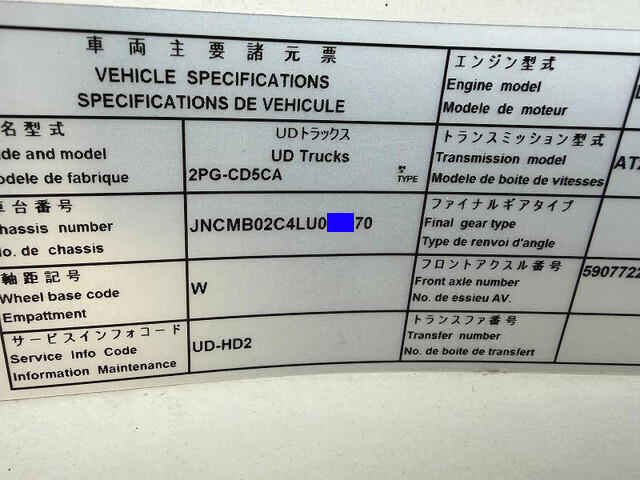 車両主要諸元票
VEHICLE SPECIFICATIONS
SPECIFICATIONS DE VEHICULE
エンジン型式
Engine model
Modele de moteur
名型式
and model
de fabrique
UDトラックス
UD Trucks
2PG-CD5CA
型
TYPE
トランスミッション型式
Transmission model
Modele de boite de vitesses
車台番号
hassis number
No. de chassis
JNCMB02C4LU0 70
ファイナルギアタイプ
Final gear type
Type de renvoi d'angle
軸距記号
Wheel base code
Empattment
W
フロントアクスル番号
Front axle number
No. de essieu AV.
5907722
サービスインフォコード
Service Info Code
Information Maintenance
UD-HD2
トランスファ番号
Transfer number
No. de boite de transfert